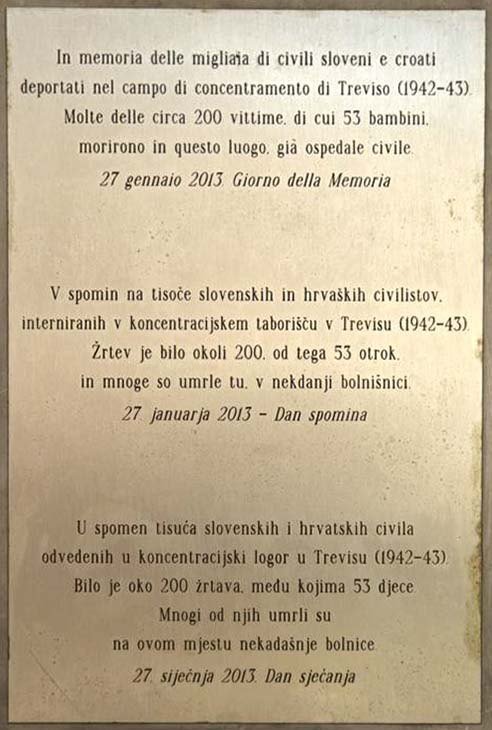 In memoria delle migliaia di civili sloveni e croati
deportati nel campo di concentramento di Treviso (1942-43).
Molte delle circa 200 vittime, di cui 53 bambini,
morirono in questo luogo, già ospedale civile.
27 gennaio 2013. Giorno della Memoria
V spomin na tisoče slovenskih in hrvaških civilistov,
interniranih v koncentracijskem taborišču v Trevisu (1942-43).
Žrtev je bilo okoli 200, od tega 53 otrok,
in mnoge so umrle tu, v nekdanji bolnišnici.
27. januarja 2013 - Dan spomina
U spomen tisuća slovenskih i hrvatskih civila
odvedenih u koncentracijski logor u Trevisu (1942-43).
Bilo je oko 200 žrtava, medu kojima 53 djece.
Mnogi od njih umrli su
na ovom mjestu nekadašnje bolnice.
27. siječnja 2013. Dan sjećanja